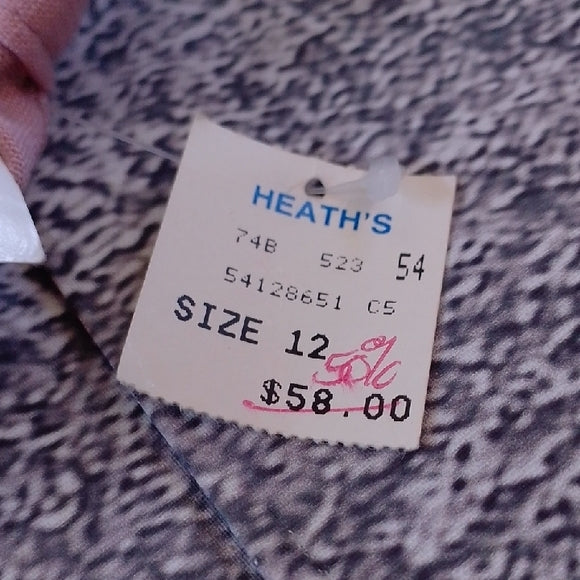 HEATH'S
74B 523 54
54128651 C5
SIZE 12
50%
$58.00